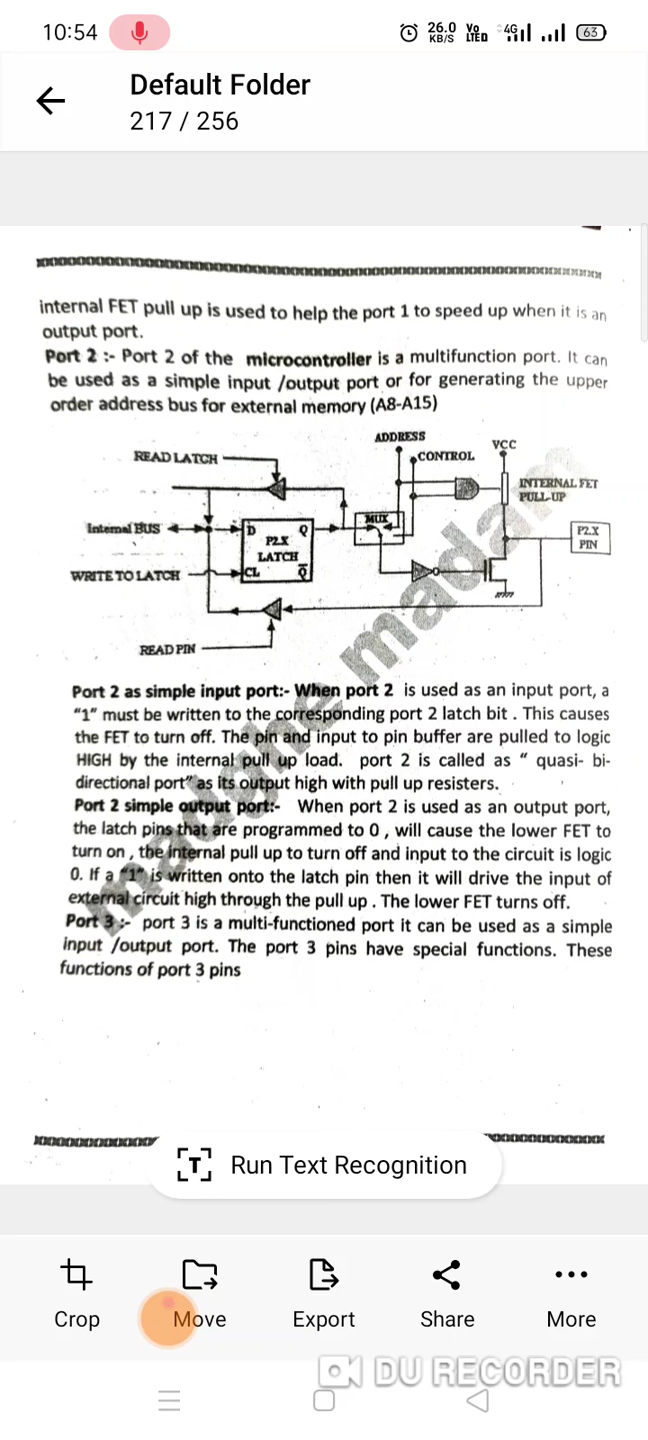 10:54
26.0 KB/S
Vo LTED
4G
63
Default Folder
217 / 256
internal FET pull up is used to help the port 1 to speed up when it is an
output port.
Port 2 :- Port 2 of the microcontroller is a multifunction port. It can
be used as a simple input /output port or for generating the upper
order address bus for external memory (A8-A15)
ADDRESS
CONTROL
VCC
READ LATCH
INTERNAL FET
PULL-UP
Internal BUS
D
Q
P2.X
LATCH
CL
Q̅
MUX
P2.X
PIN
WRITE TO LATCH
READ PIN
madghe madam
Port 2 as simple input port:- When port 2 is used as an input port, a
“1” must be written to the corresponding port 2 latch bit . This causes
the FET to turn off. The pin and input to pin buffer are pulled to logic
HIGH by the internal pull up load. port 2 is called as “ quasi- bi-
directional port” as its output high with pull up resisters.
Port 2 simple output port:- When port 2 is used as an output port,
the latch pins that are programmed to 0 , will cause the lower FET to
turn on , the internal pull up to turn off and input to the circuit is logic
0. If a “1” is written onto the latch pin then it will drive the input of
external circuit high through the pull up . The lower FET turns off.
Port 3 :- port 3 is a multi-functioned port it can be used as a simple
input /output port. The port 3 pins have special functions. These
functions of port 3 pins
Run Text Recognition
Crop
Move
Export
Share
More
DU RECORDER